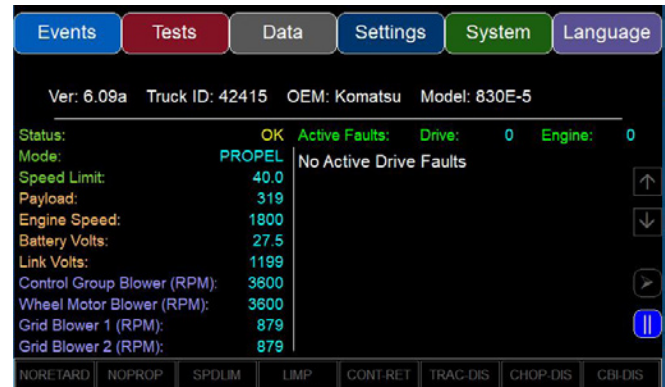 Events Tests Data Settings System Language
Ver: 6.09a Truck ID: 42415 OEM: Komatsu Model: 830E-5
Status: OK Active Faults: Drive: 0 Engine: 0
Mode: PROPEL No Active Drive Faults
Speed Limit: 40.0
Payload: 319
Engine Speed: 1800
Battery Volts: 27.5
Link Volts: 1199
Control Group Blower (RPM): 3600
Wheel Motor Blower (RPM): 3600
Grid Blower 1 (RPM): 879
Grid Blower 2 (RPM): 879
NORETARD NOPROP SPDLIM LIMP CONT-RET TRAC-DIS CHOP-DIS CBI-DIS